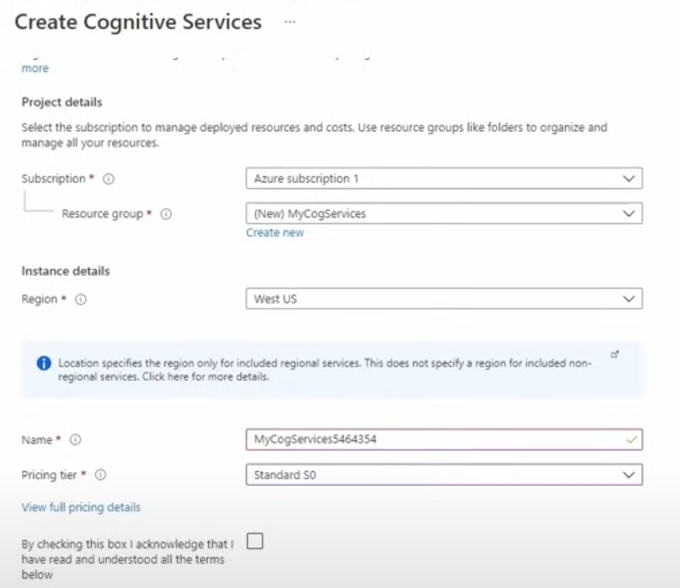 Create Cognitive Services ...
more
Project details
Select the subscription to manage deployed resources and costs. Use resource groups like folders to organize and
manage all your resources.
Subscription * Azure subscription 1
Resource group * (New) MyCogServices
Create new
Instance details
Region * West US
Location specifies the region only for included regional services. This does not specify a region for included non-
regional services. Click here for more details.
Name * MyCogServices5464354
Pricing tier * Standard S0
View full pricing details
By checking this box I acknowledge that I
have read and understood all the terms
below